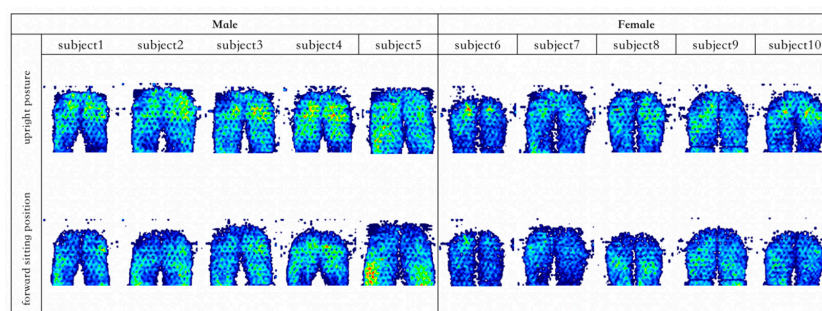 Male Female
subject1 subject2 subject3 subject4 subject5 subject6 subject7 subject8 subject9 subject10
upright posture
forward sitting position